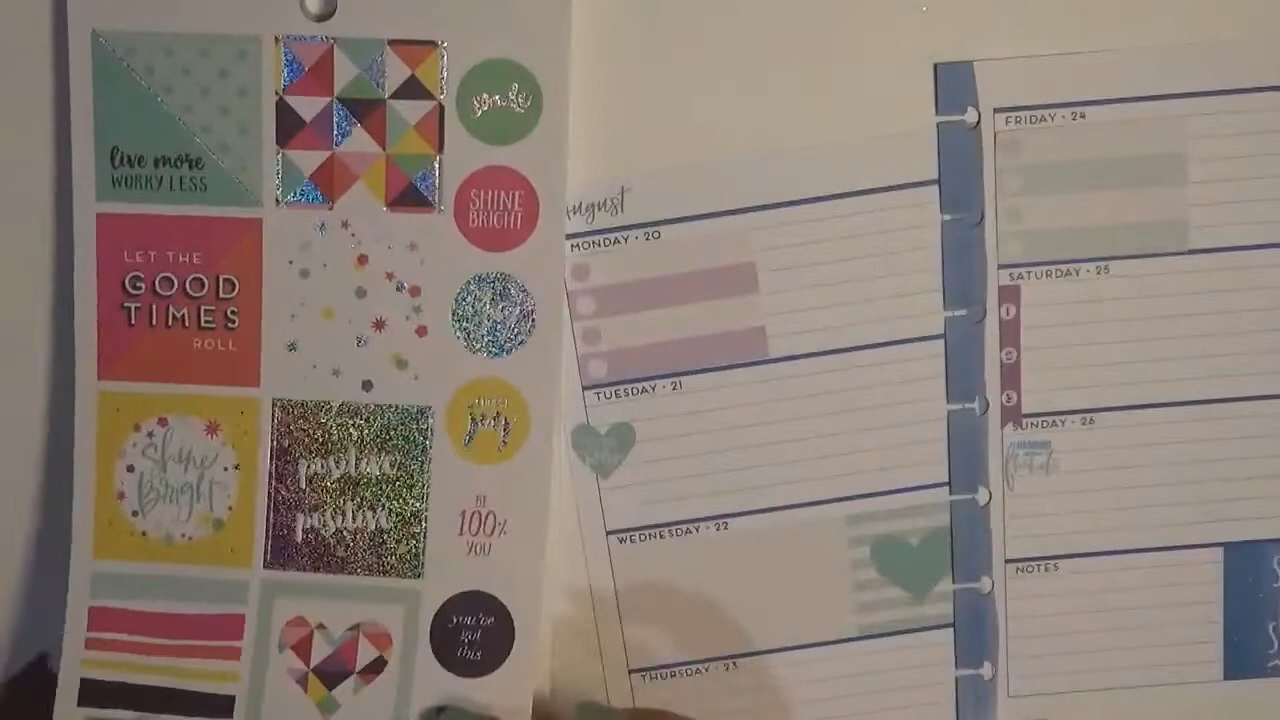 live more
WORRY LESS
smile
LET THE
GOOD
TIMES
ROLL
SHINE
BRIGHT
Shine
Bright
positive
positive
joy
BE
100%
YOU
you've
got
this
August
MONDAY • 20
TUESDAY • 21
WEDNESDAY • 22
THURSDAY • 23
FRIDAY • 24
SATURDAY • 25
SUNDAY • 26
NOTES